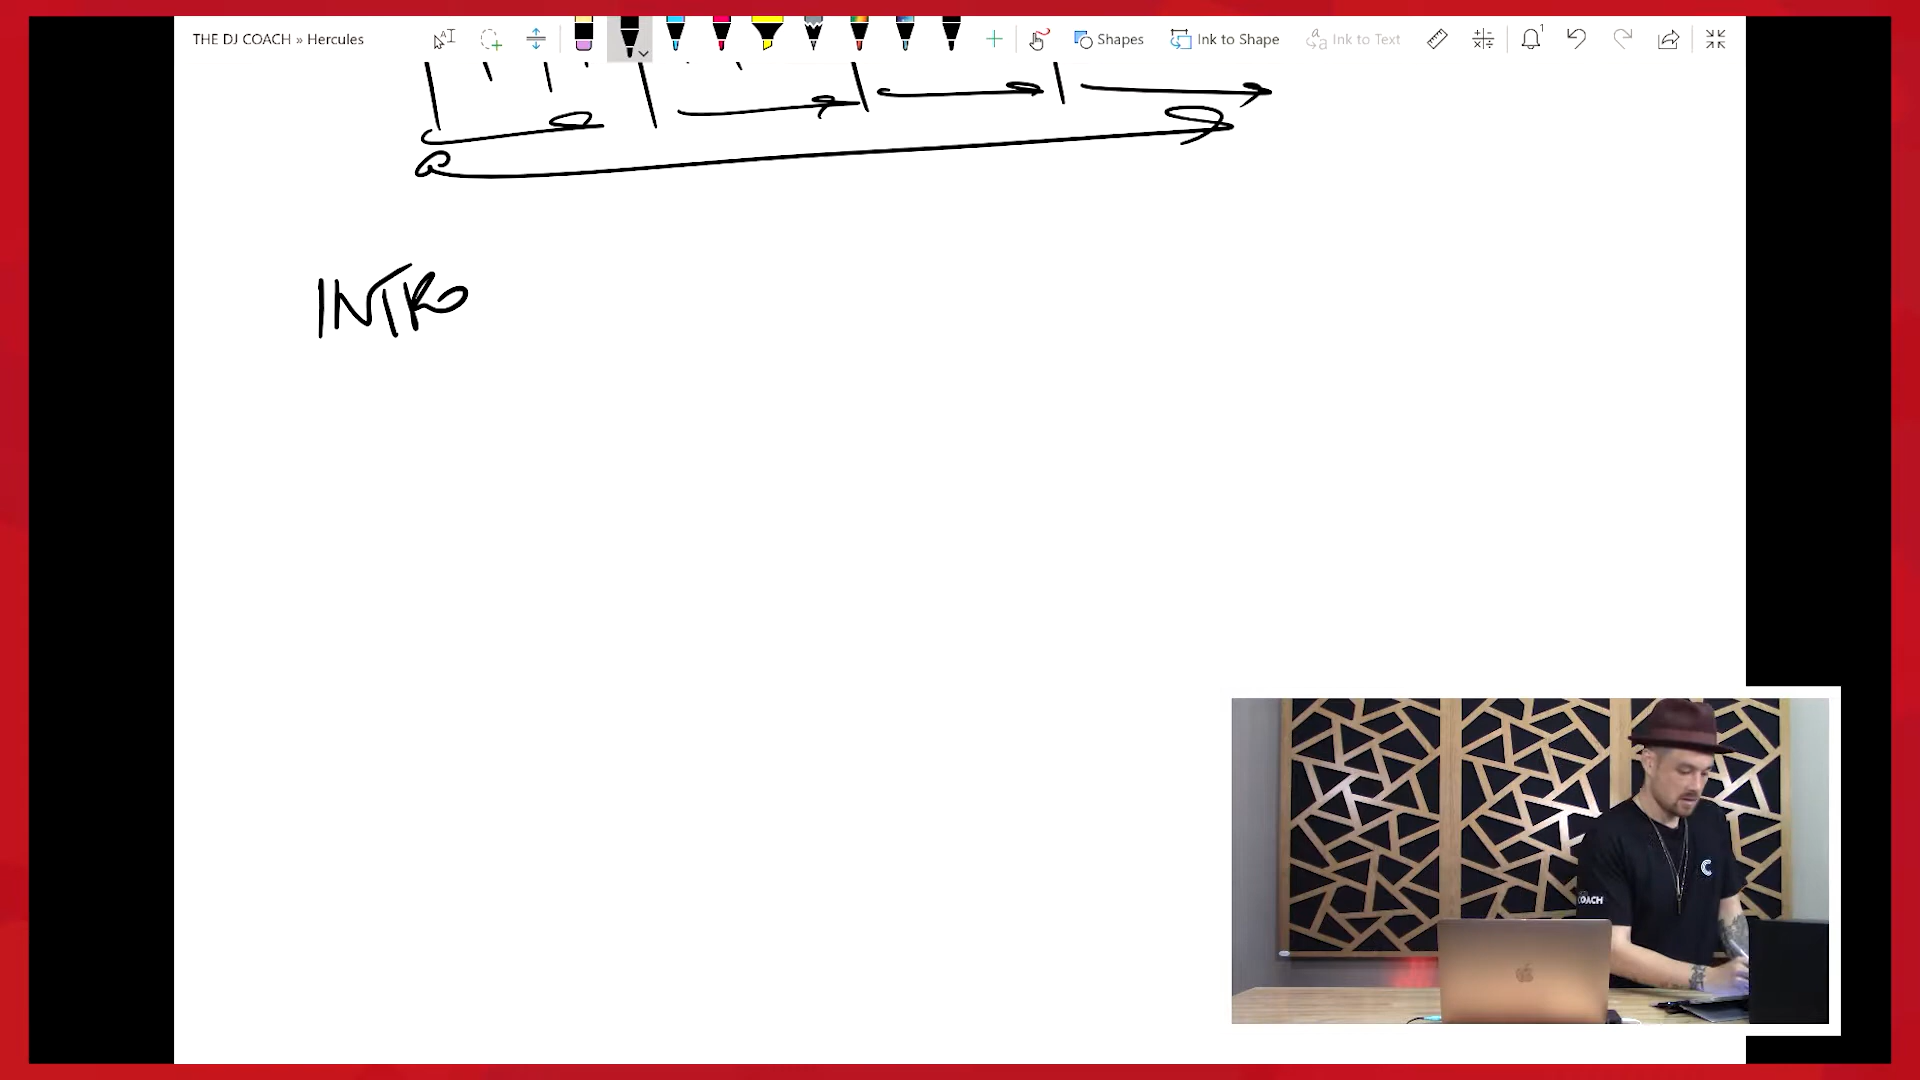 THE DJ COACH » Hercules
Shapes
Ink to Shape
Ink to Text
INTRO
C
COACH